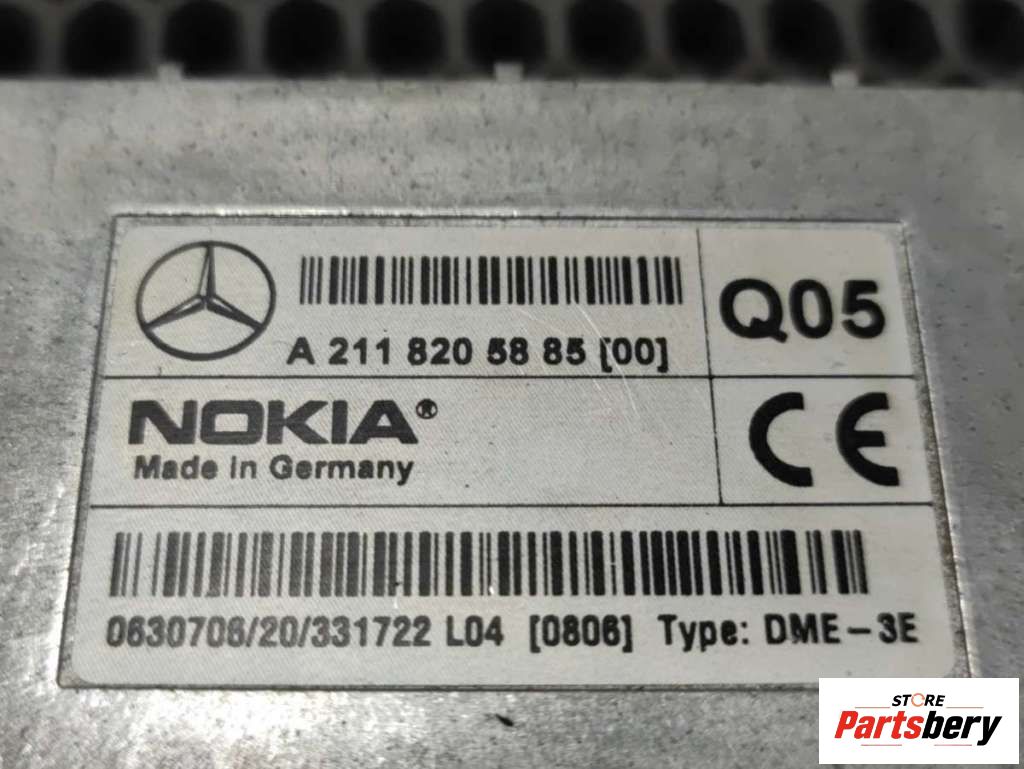 A 211 820 58 85 [00]
Q05
NOKIA®
Made in Germany
CE
0630706/20/331722 L04 [0806] Type: DME-3E
STORE
Partsbery